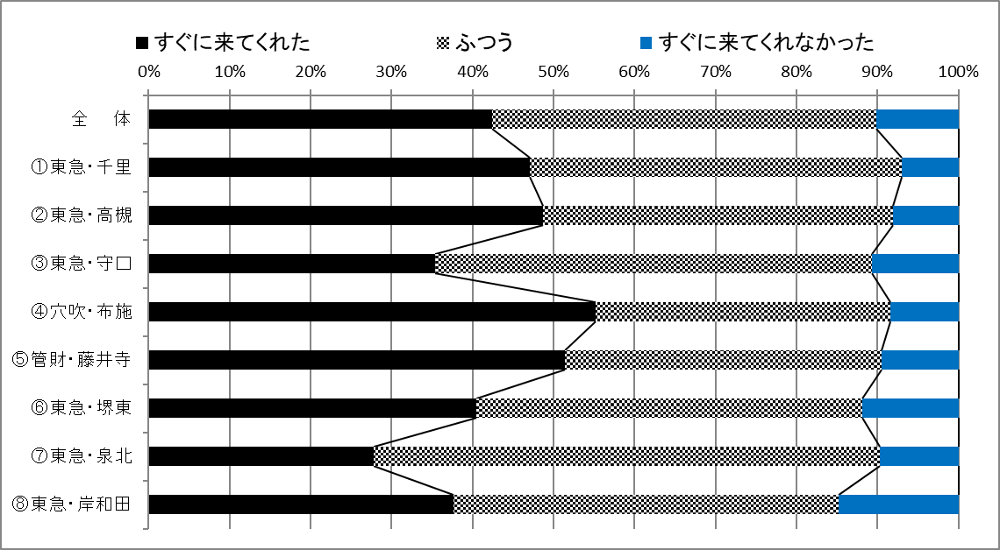 すぐに来てくれた ふつう すぐに来てくれなかった
0% 10% 20% 30% 40% 50% 60% 70% 80% 90% 100%
全 体
①東急・千里
②東急・高槻
③東急・守口
④穴吹・布施
⑤管財・藤井寺
⑥東急・堺東
⑦東急・泉北
⑧東急・岸和田